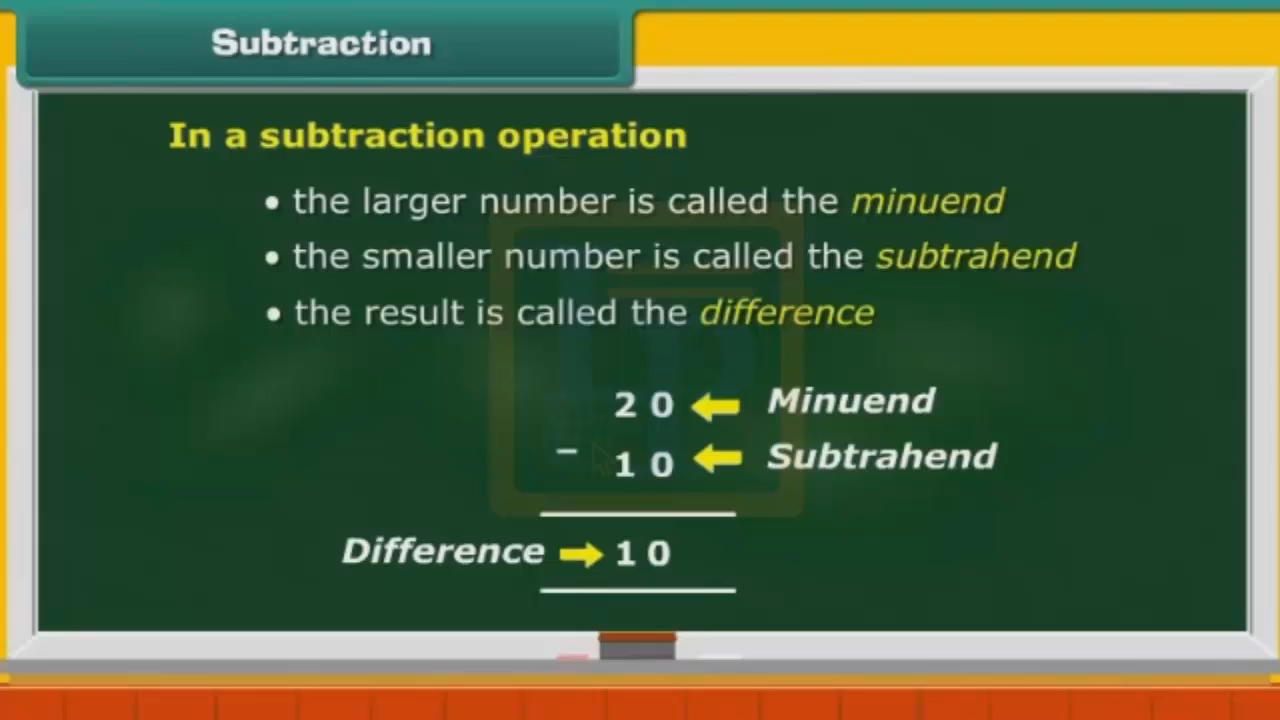 Subtraction
In a subtraction operation
• the larger number is called the minuend
• the smaller number is called the subtrahend
• the result is called the difference
2 0 Minuend
– 1 0 Subtrahend
Difference 1 0